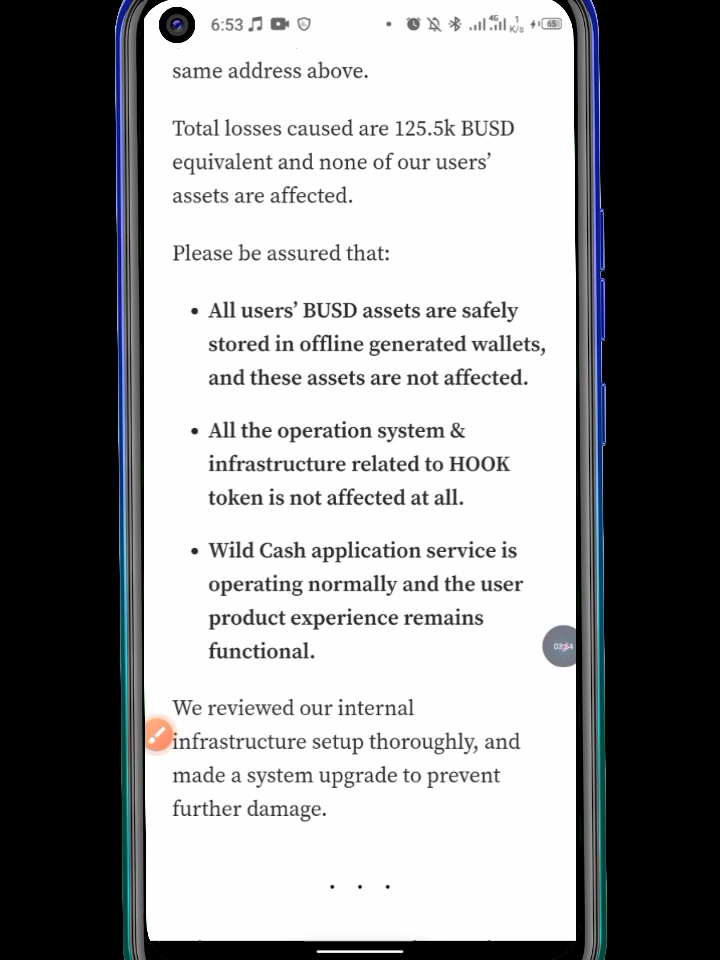 6:53
4G
1
K/s
65
same address above.
Total losses caused are 125.5k BUSD
equivalent and none of our users’
assets are affected.
Please be assured that:
• All users’ BUSD assets are safely
stored in offline generated wallets,
and these assets are not affected.
• All the operation system &
infrastructure related to HOOK
token is not affected at all.
• Wild Cash application service is
operating normally and the user
product experience remains
functional.
We reviewed our internal
infrastructure setup thoroughly, and
made a system upgrade to prevent
further damage.
. . .